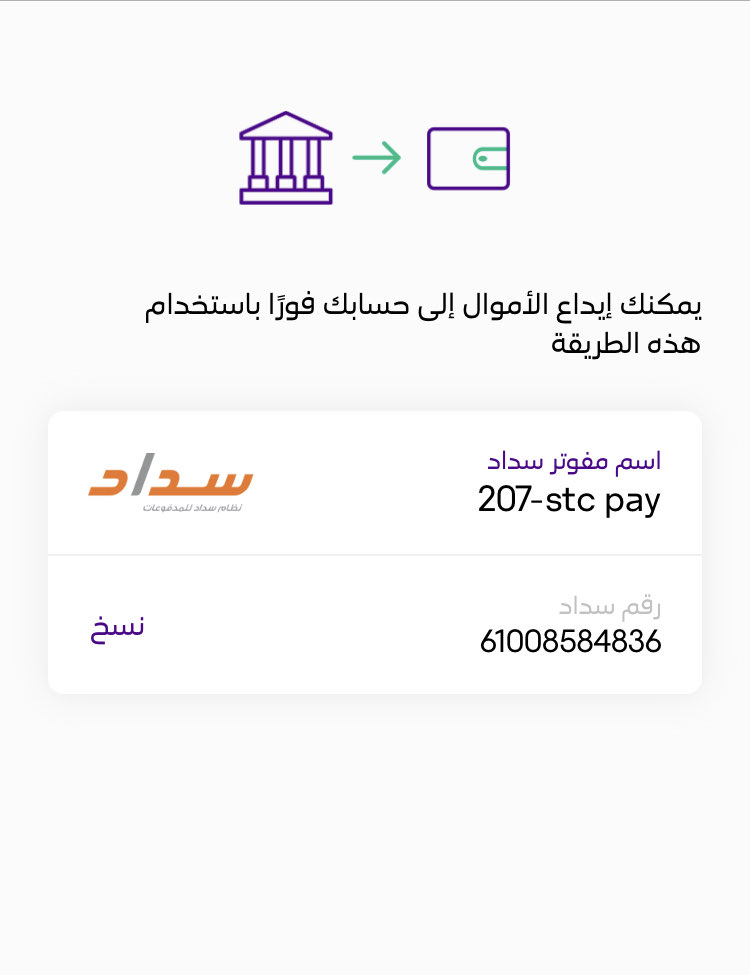 يمكنك إيداع الأموال إلى حسابك فورًا باستخدام
هذه الطريقة
اسم مفوتر سداد
207-stc pay
سداد
نظام سداد للمدفوعات
رقم سداد
61008584836
نسخ